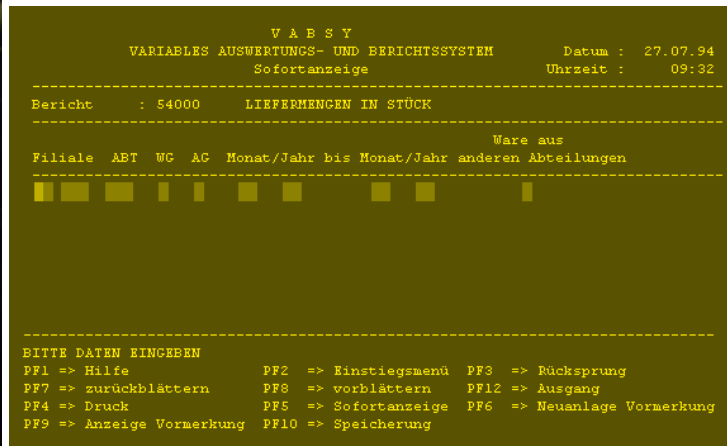 V A B S Y
VARIABLES AUSWERTUNGS- UND BERICHTSSYSTEM Datum : 27.07.94
Sofortanzeige Uhrzeit : 09:32
Bericht : 54000 LIEFERMENGEN IN STÜCK
Ware aus
Filiale ABT WG AG Monat/Jahr bis Monat/Jahr anderen Abteilungen
BITTE DATEN EINGEBEN
PF1 => Hilfe PF2 => Einstiegsmenü PF3 => Rücksprung
PF7 => zurückblättern PF8 => vorblättern PF12 => Ausgang
PF4 => Druck PF5 => Sofortanzeige PF6 => Neuanlage Vormerkung
PF9 => Anzeige Vormerkung PF10 => Speicherung